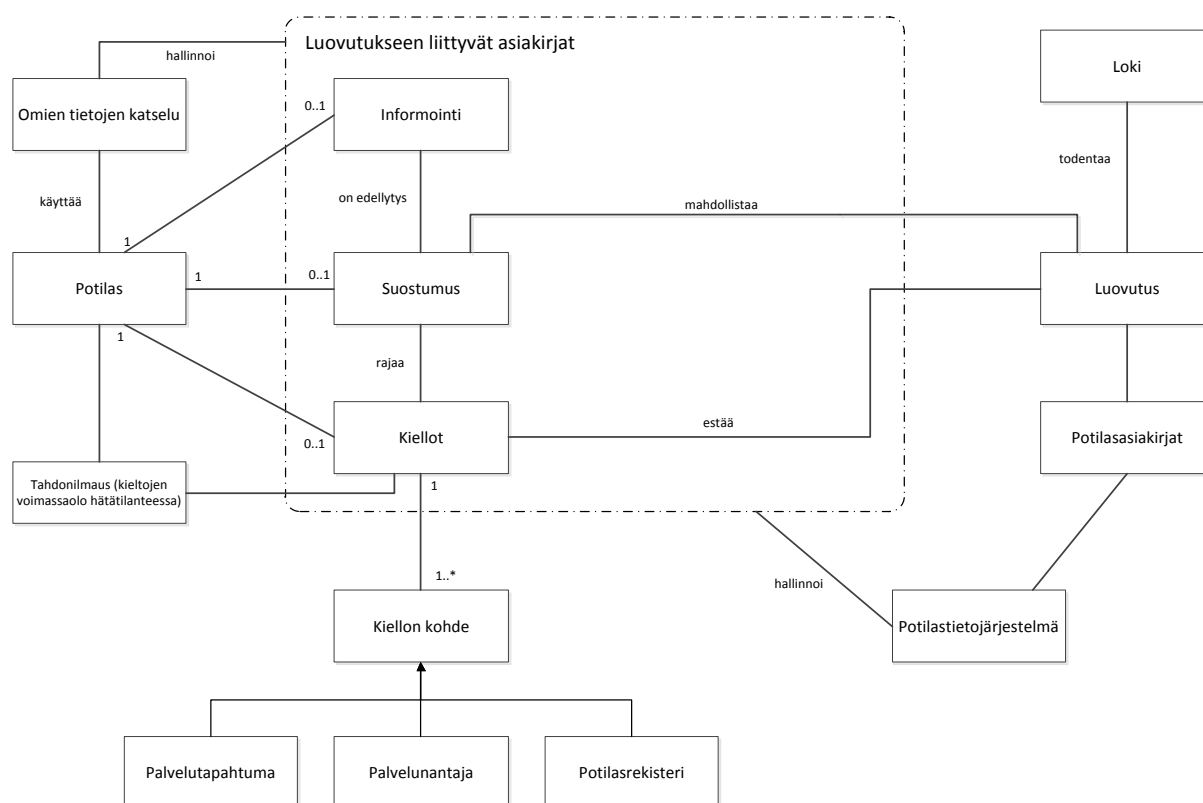 Luovutukseen liittyvät asiakirjat
hallinnoi
Omien tietojen katselu
0..1
Informointi
Loki
käyttää
on edellytys
todentaa
mahdollistaa
1
Potilas
1
0..1
Suostumus
Luovutus
1
rajaa
0..1
Kiellot
estää
Potilasasiakirjat
Tahdonilmaus (kieltojen
voimassaolo hätätilanteessa)
1
1..*
hallinnoi
Kiellon kohde
Potilastietojärjestelmä
Palvelutapahtuma
Palvelunantaja
Potilasrekisteri